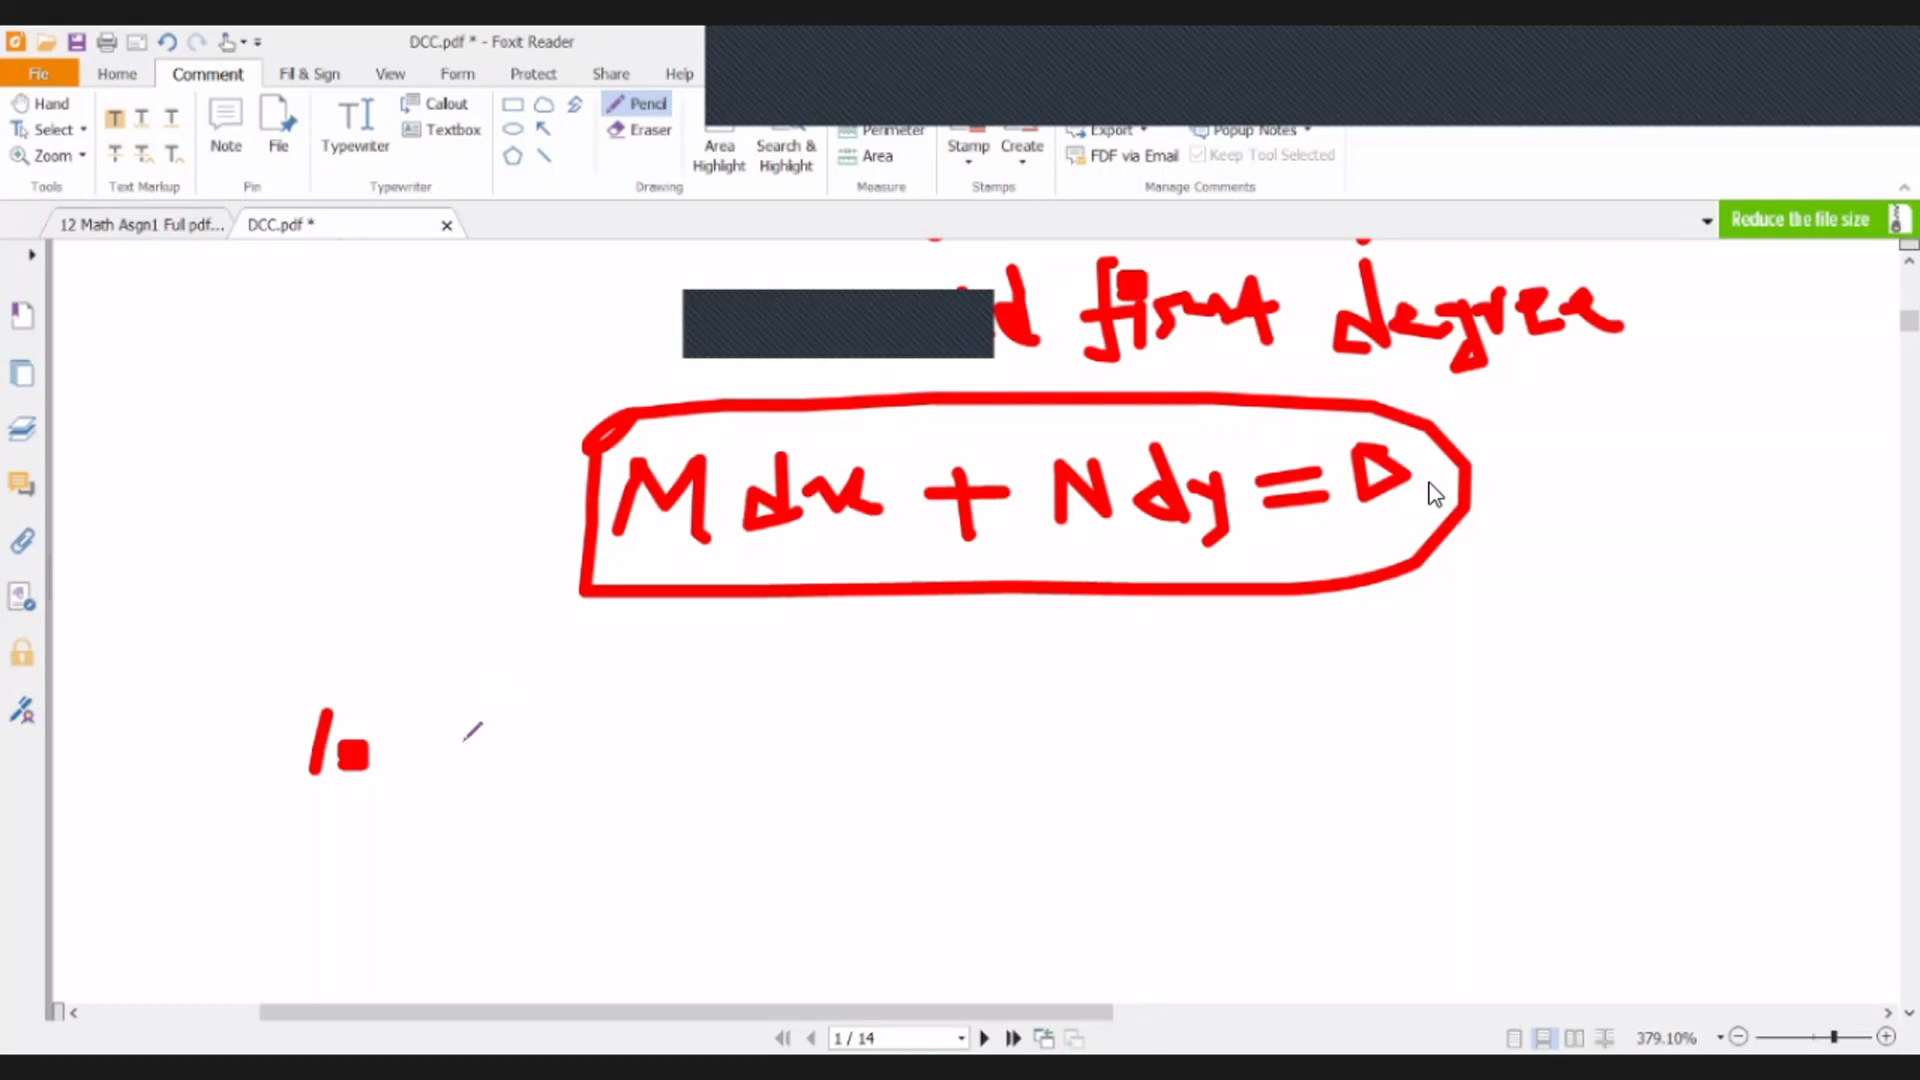 DCC.pdf * - Foxit Reader
File Home Comment Fill & Sign View Form Protect Share Help
Hand
Select
Zoom
Tools
Text Markup
Note
File
Pin
Typewriter
Callout
Textbox
Typewriter
Pencil
Eraser
Area Highlight
Search & Highlight
Drawing
Perimeter
Area
Measure
Stamp
Create
Stamps
Export
Popup Notes
FDF via Email
Keep Tool Selected
Manage Comments
12 Math Asgn1 Full pdf...
DCC.pdf *
Reduce the file size
first degree
M dx + N dy = 0
1.
1 / 14
379.10%